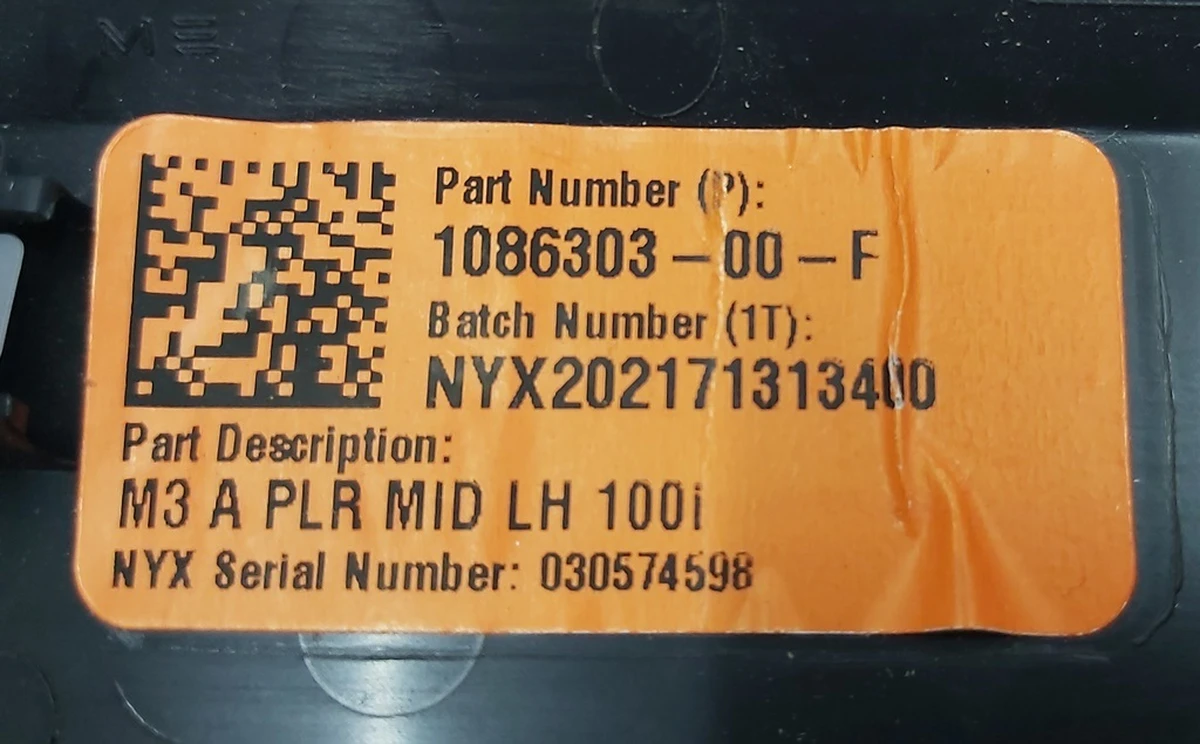 Part Number (P):
1086303-00-F
Batch Number (1T):
NYX202171313400
Part Description:
M3 A PLR MID LH 100i
NYX Serial Number: 030574598